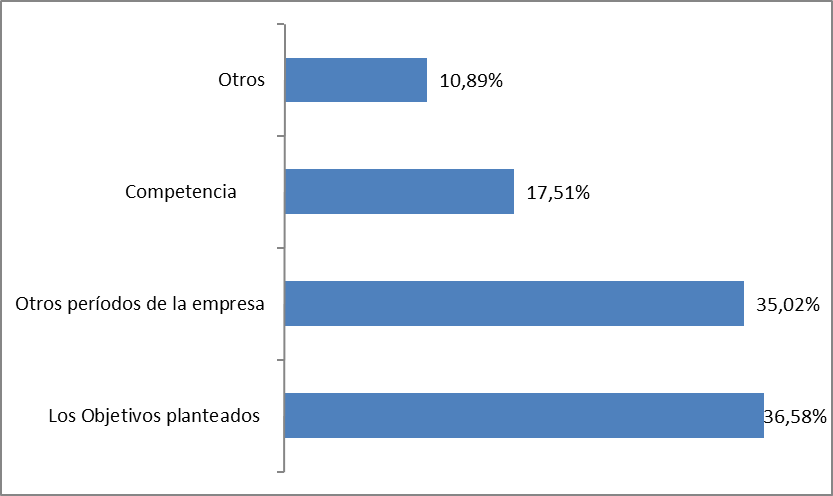 Otros 10,89%
Competencia 17,51%
Otros períodos de la empresa 35,02%
Los Objetivos planteados 36,58%